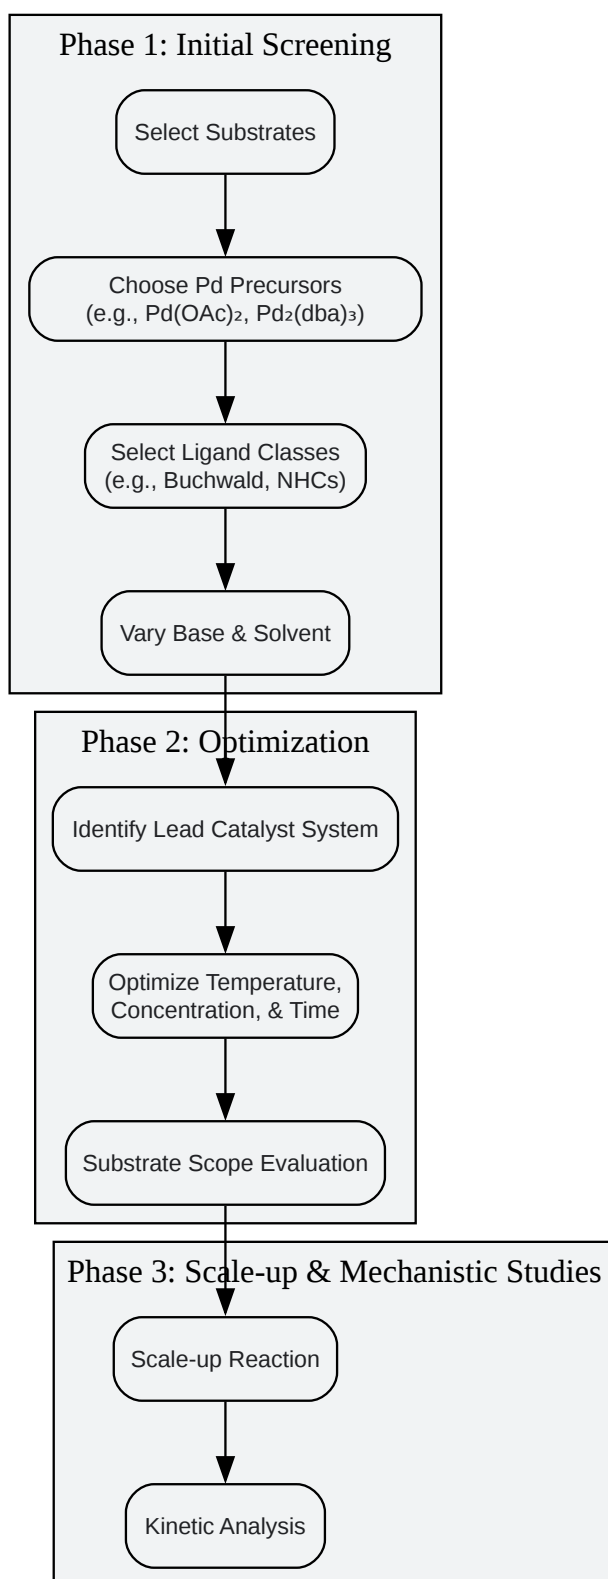 Phase 1: Initial Screening
Select Substrates
Choose Pd Precursors
(e.g., Pd(OAc)₂, Pd₂(dba)₃)
Select Ligand Classes
(e.g., Buchwald, NHCs)
Vary Base & Solvent
Phase 2: Optimization
Identify Lead Catalyst System
Optimize Temperature,
Concentration, & Time
Substrate Scope Evaluation
Phase 3: Scale-up & Mechanistic Studies
Scale-up Reaction
Kinetic Analysis